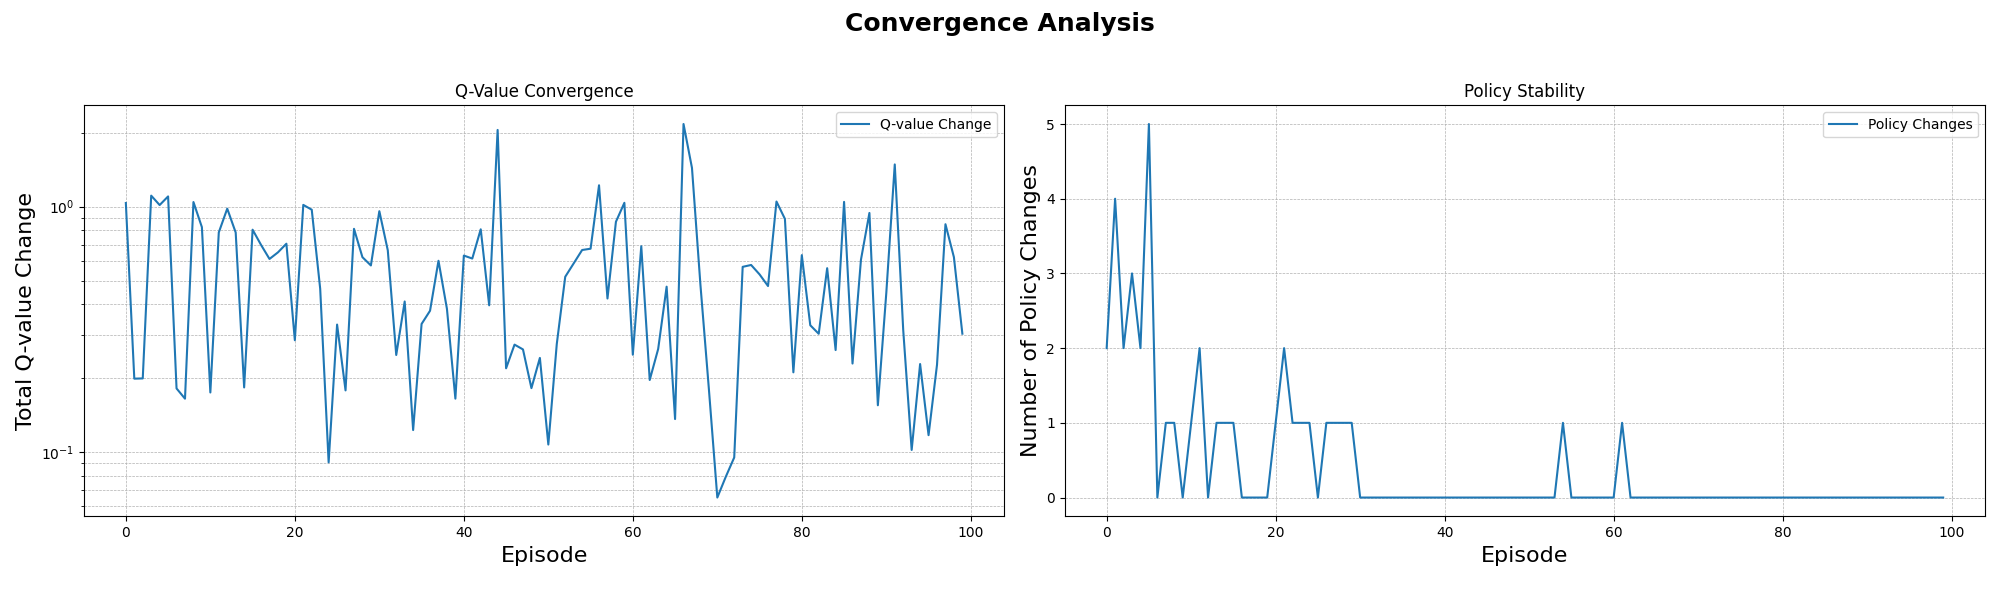 Convergence Analysis
Q-Value Convergence
Total Q-value Change
10⁰
10⁻¹
Q-value Change
0 20 40 60 80 100
Episode
Policy Stability
Number of Policy Changes
5
4
3
2
1
0
Policy Changes
0 20 40 60 80 100
Episode